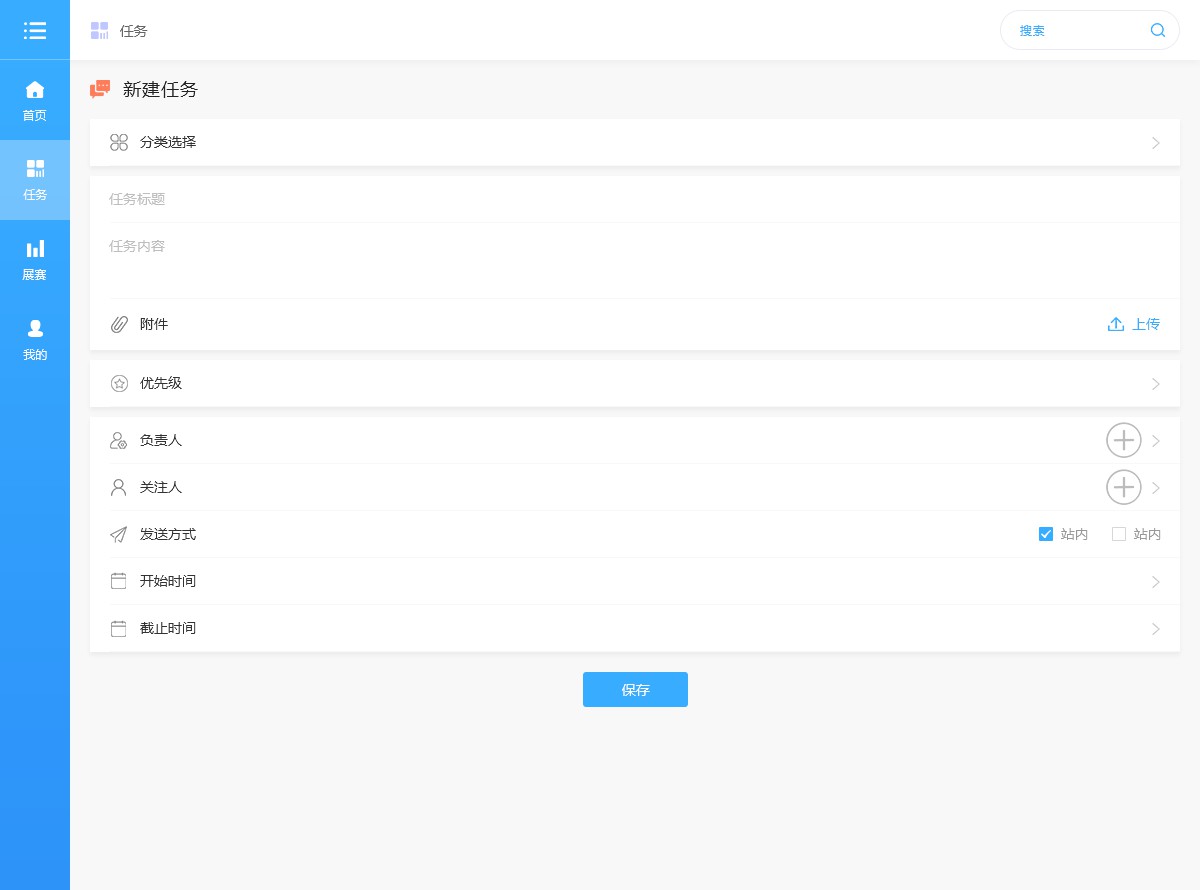 任务
搜索
首页
任务
展赛
我的
新建任务
分类选择
任务标题
任务内容
附件
上传
优先级
负责人
关注人
发送方式
站内
站内
开始时间
截止时间
保存